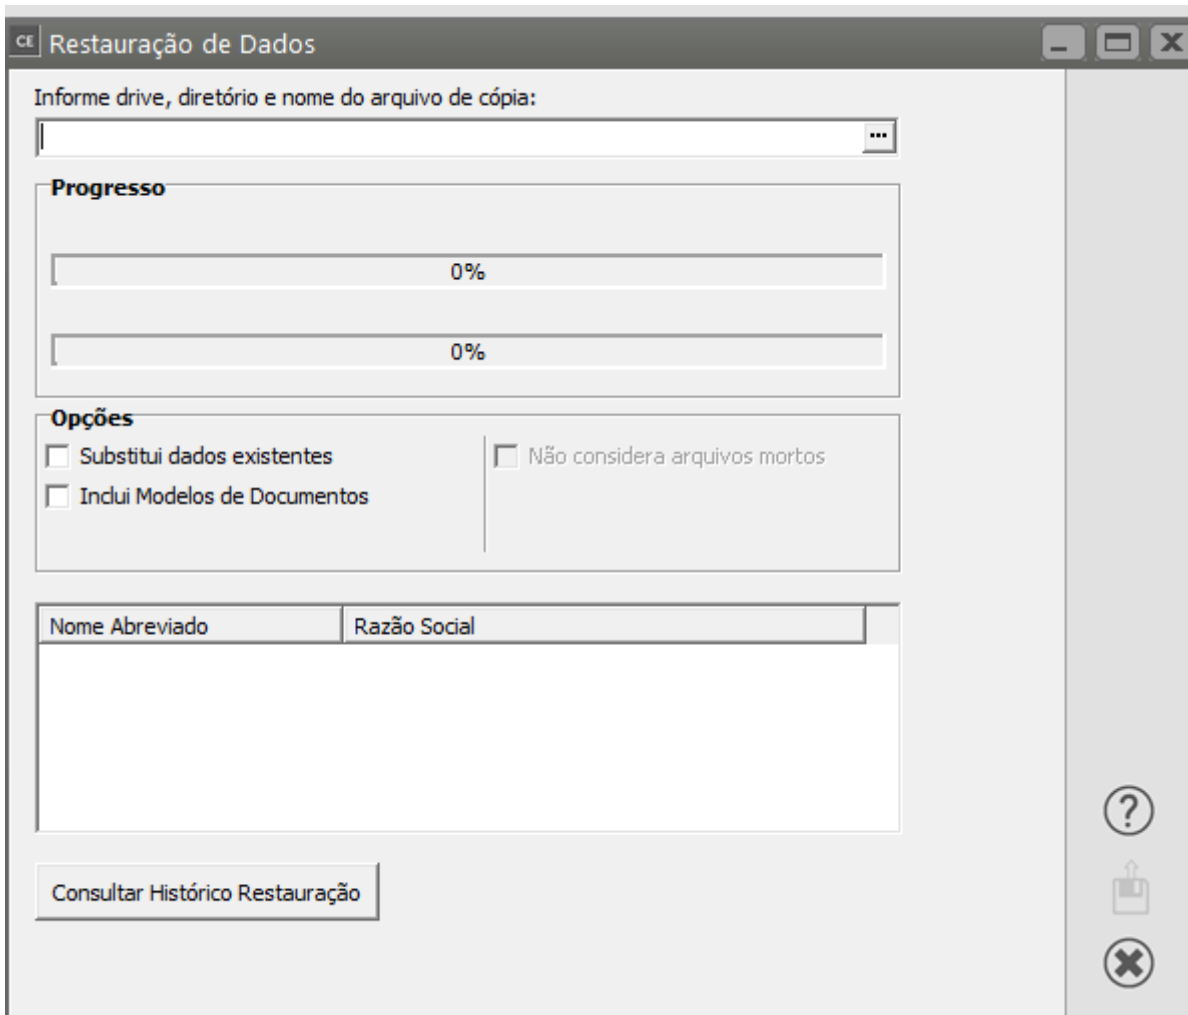 CE Restauração de Dados
Informe drive, diretório e nome do arquivo de cópia:
...
Progresso
0%
0%
Opções
Substitui dados existentes
Não considera arquivos mortos
Inclui Modelos de Documentos
Nome Abreviado
Razão Social
Consultar Histórico Restauração